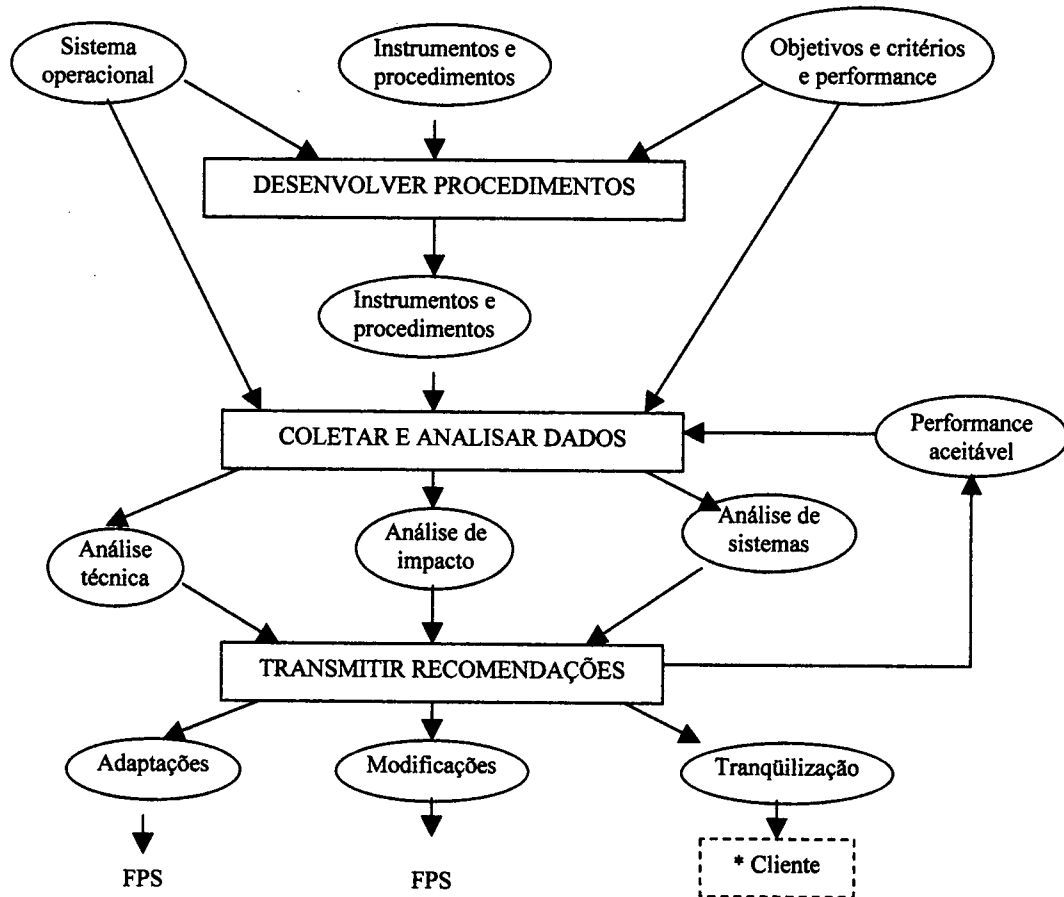 Sistema
operacional
Instrumentos e
procedimentos
Objetivos e critérios
e performance
DESENVOLVER PROCEDIMENTOS
Instrumentos e
procedimentos
COLETAR E ANALISAR DADOS
Performance
aceitável
Análise
técnica
Análise de
impacto
Análise de
sistemas
TRANSMITIR RECOMENDAÇÕES
Adaptações
Modificações
Tranqüilização
FPS
FPS
* Cliente